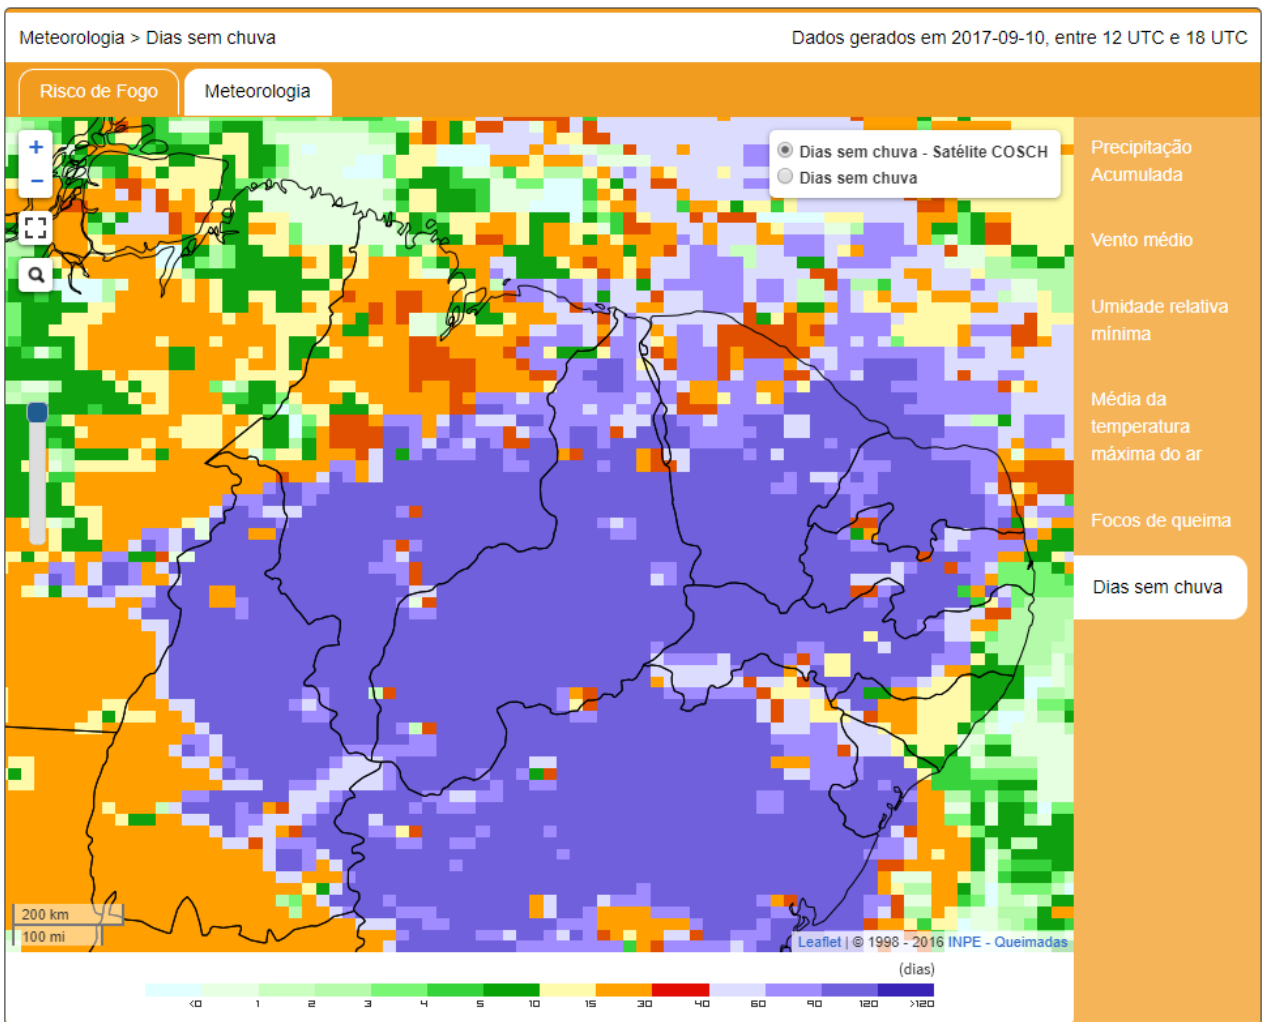 Meteorologia > Dias sem chuva
Dados gerados em 2017-09-10, entre 12 UTC e 18 UTC
Risco de Fogo
Meteorologia
+
−
Dias sem chuva - Satélite COSCH
Dias sem chuva
Precipitação
Acumulada
Vento médio
Umidade relativa
mínima
Média da
temperatura
máxima do ar
Focos de queima
Dias sem chuva
200 km
100 mi
Leaflet | © 1998 - 2016 INPE - Queimadas
(dias)
<0 1 2 3 4 5 10 15 30 40 60 90 120 >120